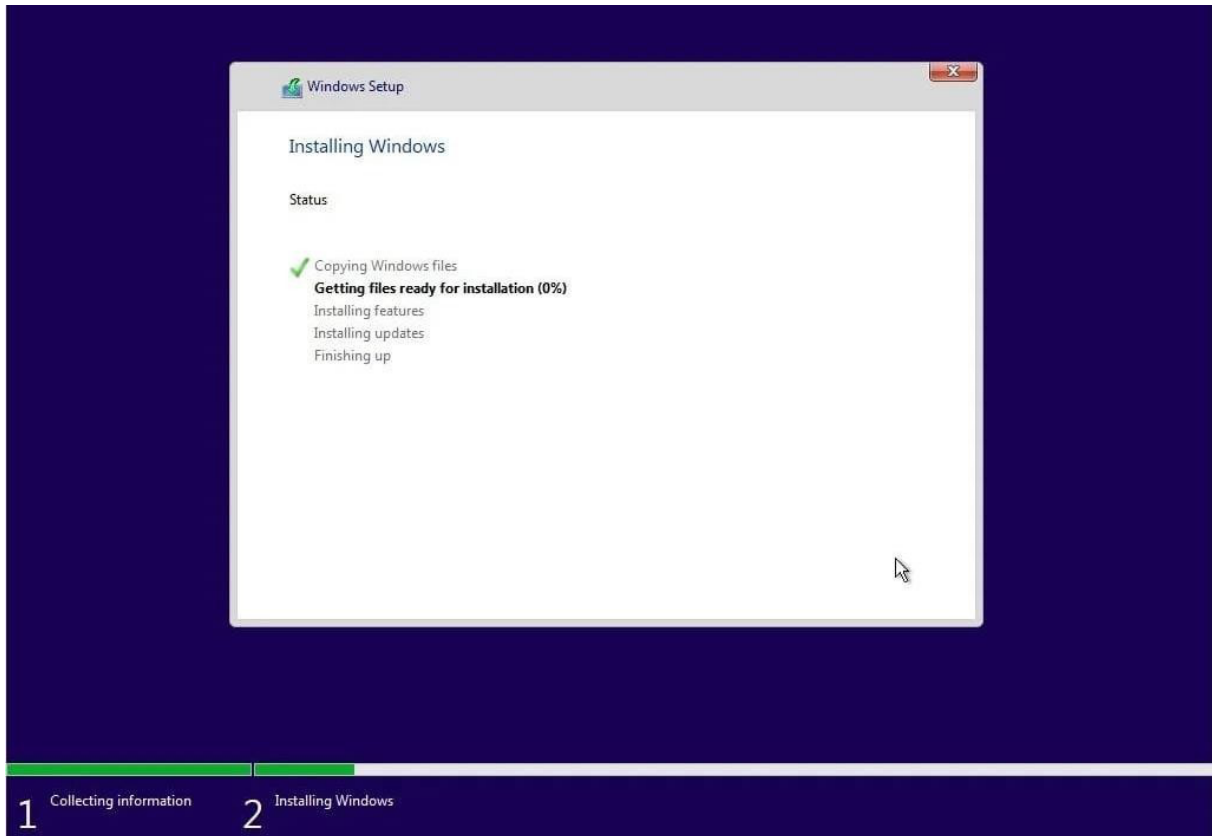 Windows Setup
Installing Windows
Status
Copying Windows files
Getting files ready for installation (0%)
Installing features
Installing updates
Finishing up
1 Collecting information 2 Installing Windows